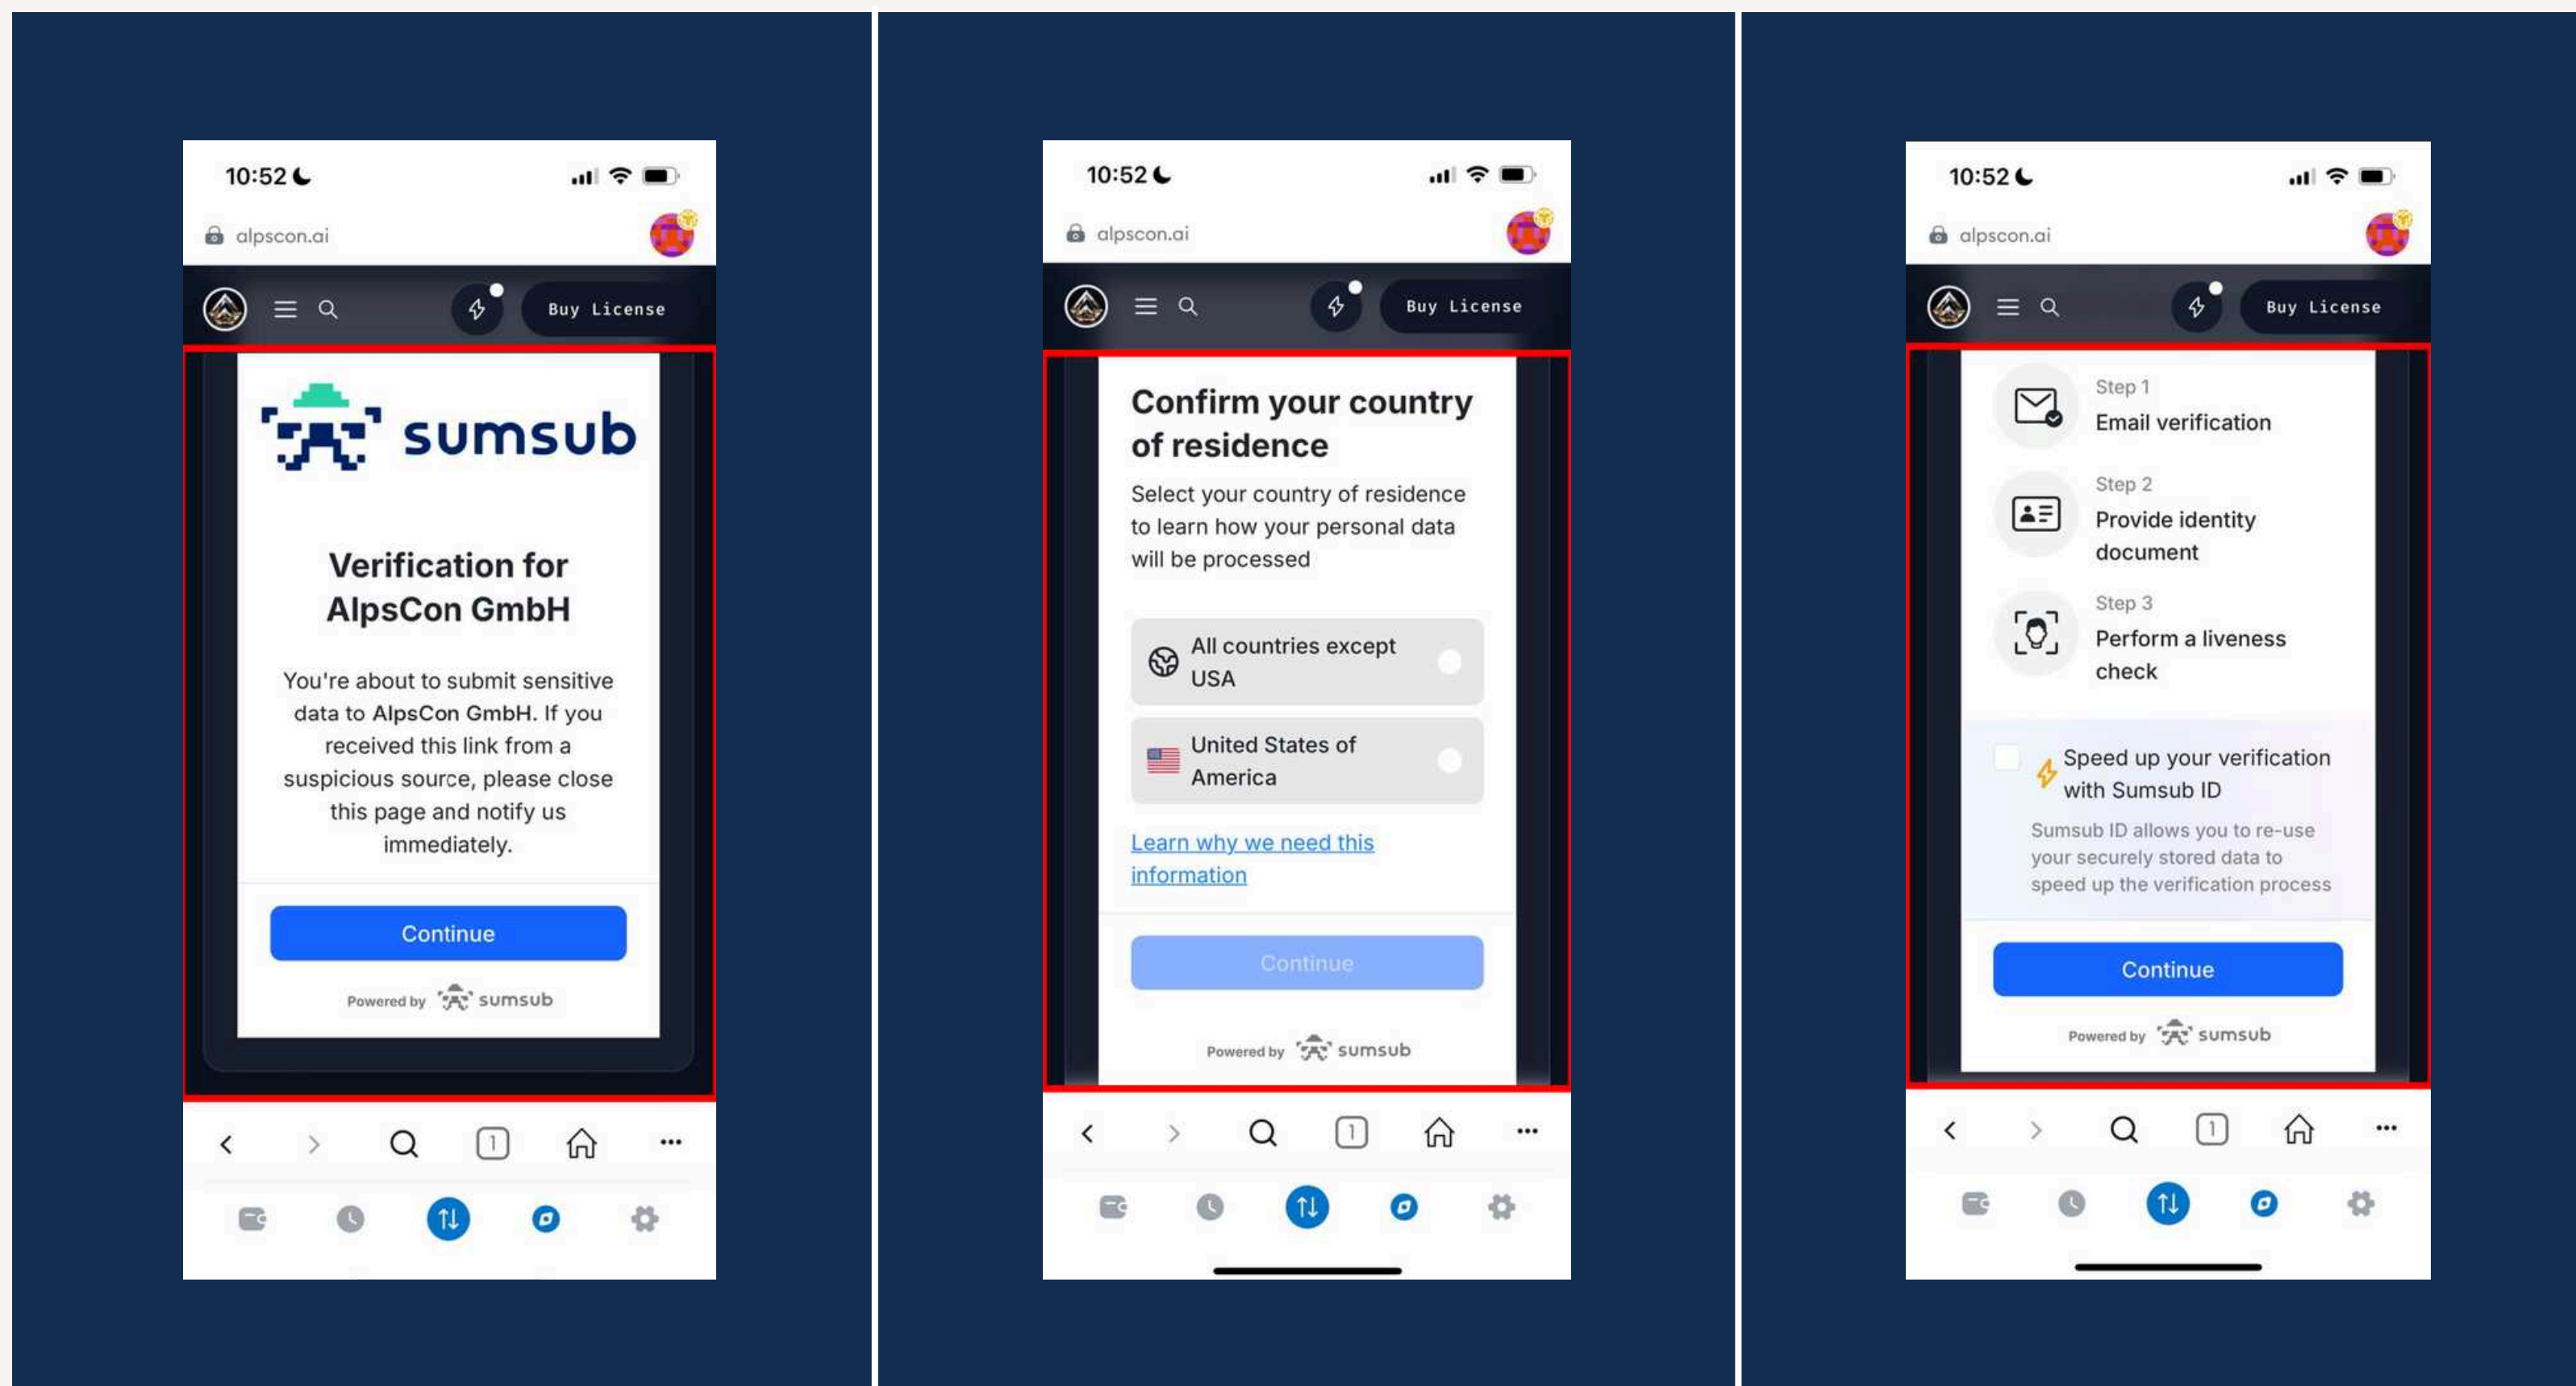 10:52
alpscon.ai
Buy License
sumsub
Verification for
AlpsCon GmbH
You're about to submit sensitive
data to AlpsCon GmbH. If you
received this link from a
suspicious source, please close
this page and notify us
immediately.
Continue
Powered by sumsub
1
10:52
alpscon.ai
Buy License
Confirm your country
of residence
Select your country of residence
to learn how your personal data
will be processed
All countries except
USA
United States of
America
Learn why we need this
information
Continue
Powered by sumsub
1
10:52
alpscon.ai
Buy License
Step 1
Email verification
Step 2
Provide identity
document
Step 3
Perform a liveness
check
Speed up your verification
with Sumsub ID
Sumsub ID allows you to re-use
your securely stored data to
speed up the verification process
Continue
Powered by sumsub
1